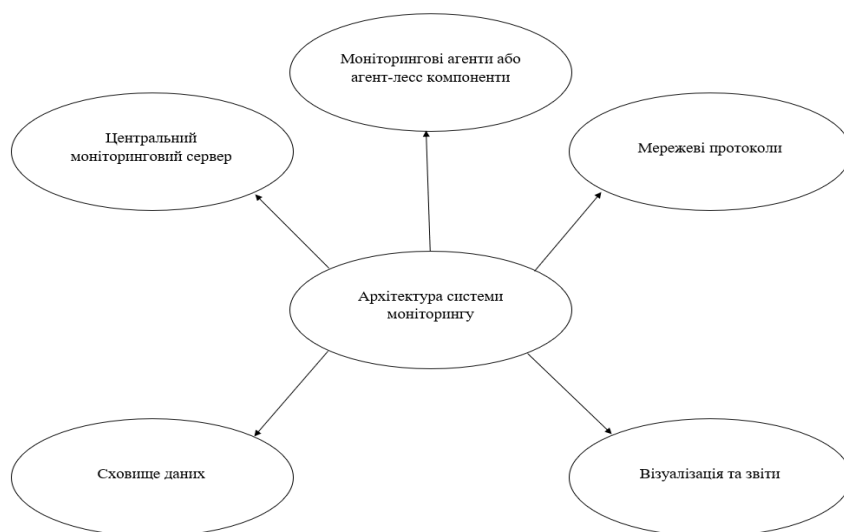 Моніторингові агенти або
агент-лесс компоненти
Центральний
моніторинговий сервер
Мережеві протоколи
Архітектура системи
моніторингу
Сховище даних
Візуалізація та звіти